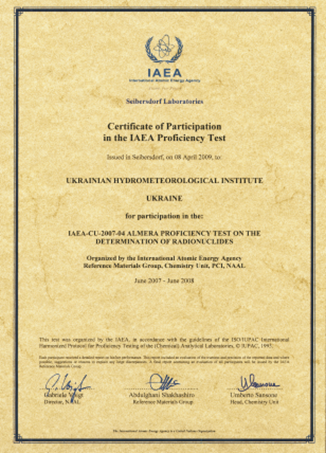 IAEA
International Atomic Energy Agency
Seibersdorf Laboratories
Certificate of Participation
in the IAEA Proficiency Test
Issued in Seibersdorf, on 08 April 2009, to:
UKRAINIAN HYDROMETEOROLOGICAL INSTITUTE
UKRAINE
for participation in the:
IAEA-CU-2007-04 ALMERA PROFICIENCY TEST ON THE
DETERMINATION OF RADIONUCLIDES
Organized by the International Atomic Energy Agency
Reference Materials Group, Chemistry Unit, PCI, NAAL
June 2007 - June 2008
This test was organized by the IAEA, in accordance with the guidelines of the ISO/IUPAC International
Harmonized Protocol for the Proficiency Testing of the (Chemical) Analytical Laboratories, © IUPAC, 1997.
Gabriele Voigt
Director, NAAL
Abdulghani Shakhashiro
Reference Materials Group
Umberto Sansone
Head, Chemistry Unit
The International Atomic Energy Agency is a United Nations Organization